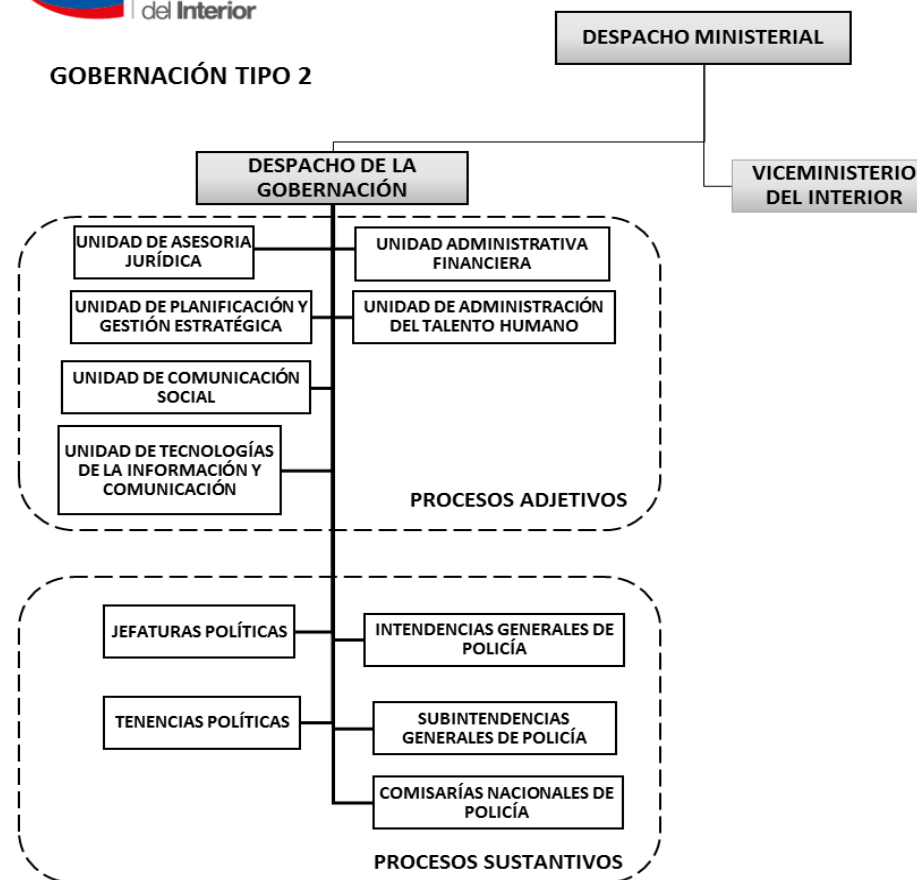 del Interior
DESPACHO MINISTERIAL
GOBERNACIÓN TIPO 2
DESPACHO DE LA
GOBERNACIÓN
VICEMINISTERIO
DEL INTERIOR
UNIDAD DE ASESORIA
JURÍDICA
UNIDAD ADMINISTRATIVA
FINANCIERA
UNIDAD DE PLANIFICACIÓN Y
GESTIÓN ESTRATÉGICA
UNIDAD DE ADMINISTRACIÓN
DEL TALENTO HUMANO
UNIDAD DE COMUNICACIÓN
SOCIAL
UNIDAD DE TECNOLOGÍAS
DE LA INFORMACIÓN Y
COMUNICACIÓN
PROCESOS ADJETIVOS
JEFATURAS POLÍTICAS
INTENDENCIAS GENERALES DE
POLICÍA
TENENCIAS POLÍTICAS
SUBINTENDENCIAS
GENERALES DE POLICÍA
COMISARÍAS NACIONALES DE
POLICÍA
PROCESOS SUSTANTIVOS